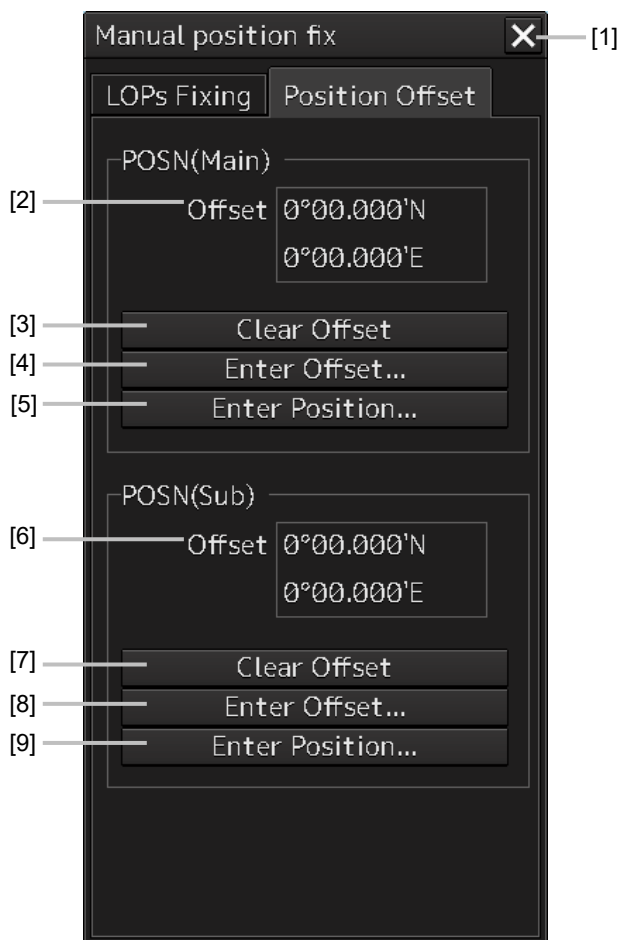 Manual position fix [1]
LOPs Fixing Position Offset
POSN(Main)
[2] Offset 0°00.000'N
0°00.000'E
[3] Clear Offset
[4] Enter Offset...
[5] Enter Position...
POSN(Sub)
[6] Offset 0°00.000'N
0°00.000'E
[7] Clear Offset
[8] Enter Offset...
[9] Enter Position...